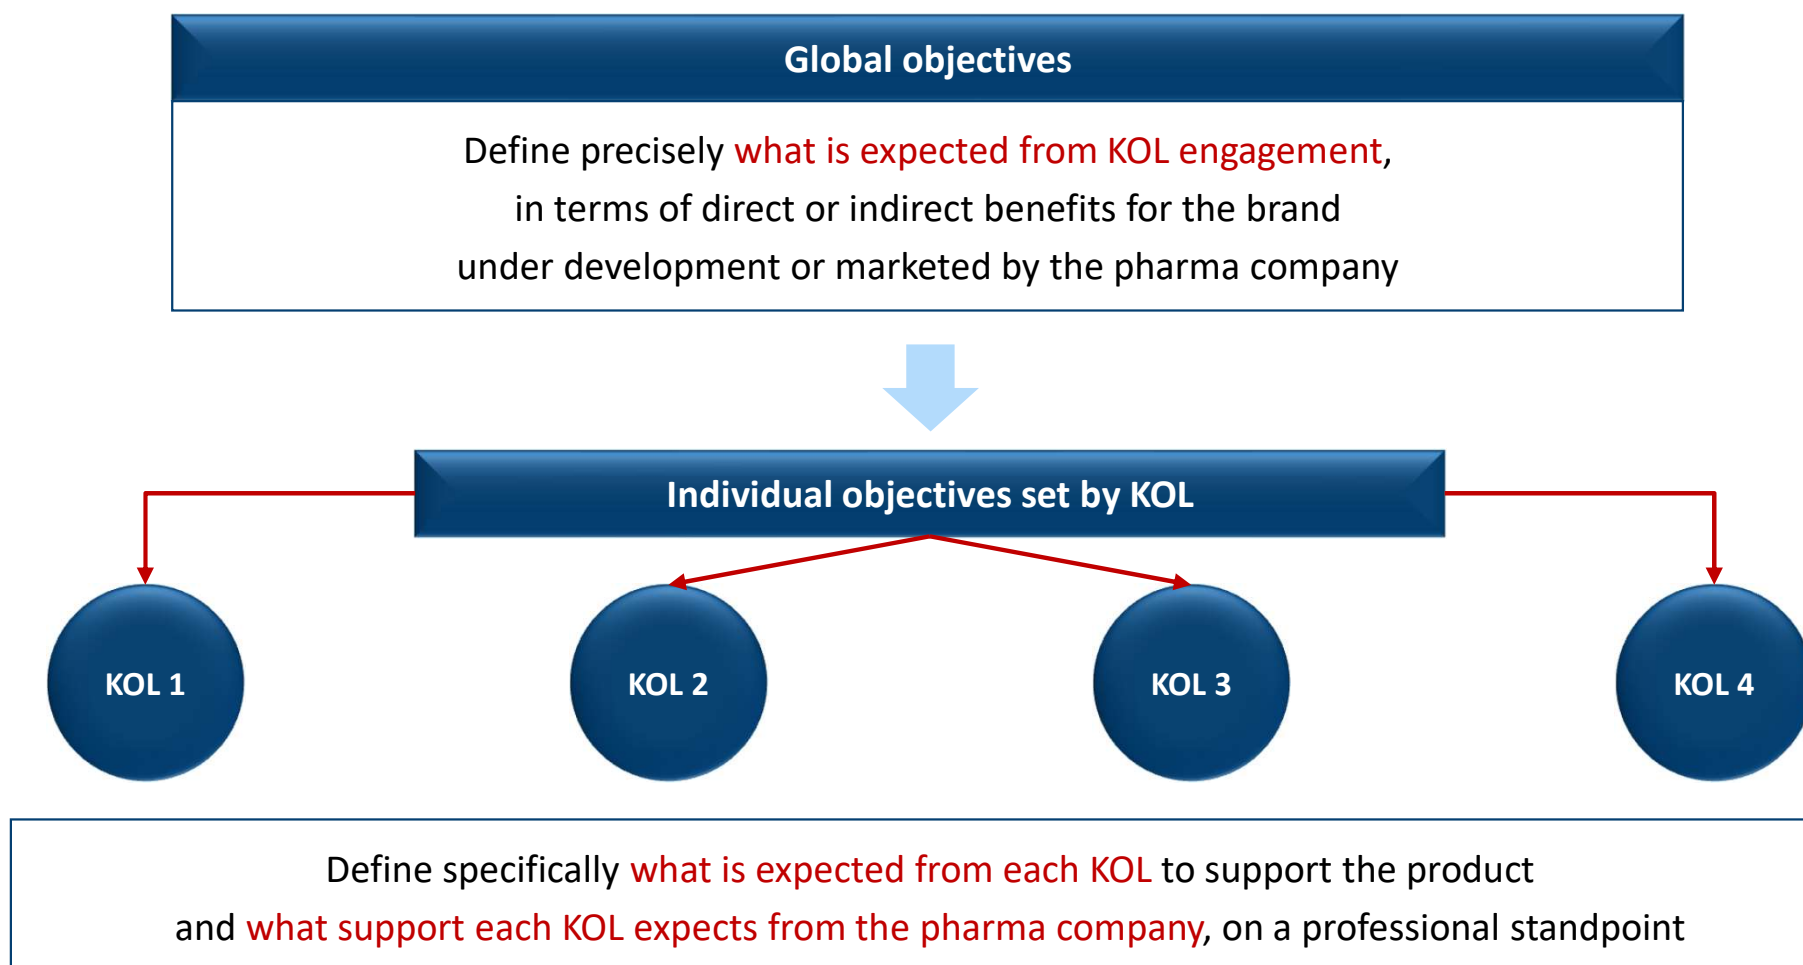 Global objectives
Define precisely what is expected from KOL engagement,
in terms of direct or indirect benefits for the brand
under development or marketed by the pharma company
Individual objectives set by KOL
KOL 1
KOL 2
KOL 3
KOL 4
Define specifically what is expected from each KOL to support the product
and what support each KOL expects from the pharma company, on a professional standpoint